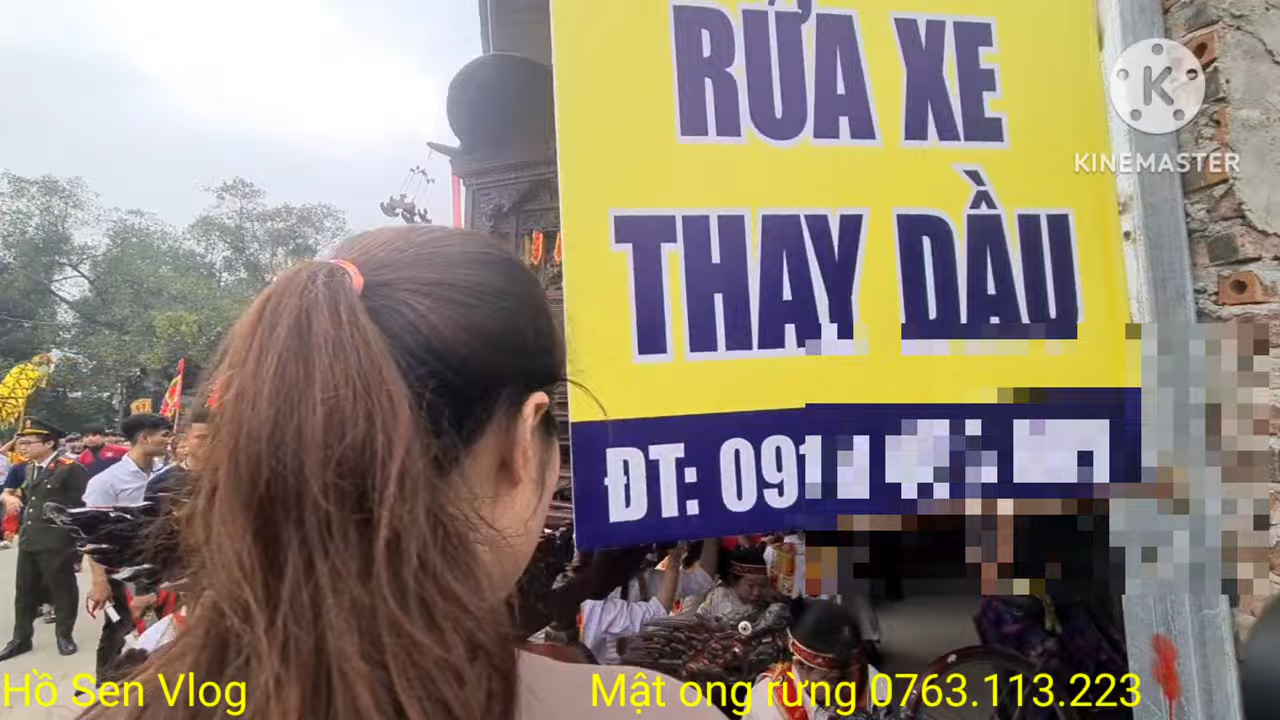 RỬA XE
KINEMASTER
THAY DẦU
ĐT: 091
Hồ Sen Vlog
Mật ong rừng 0763.113.223